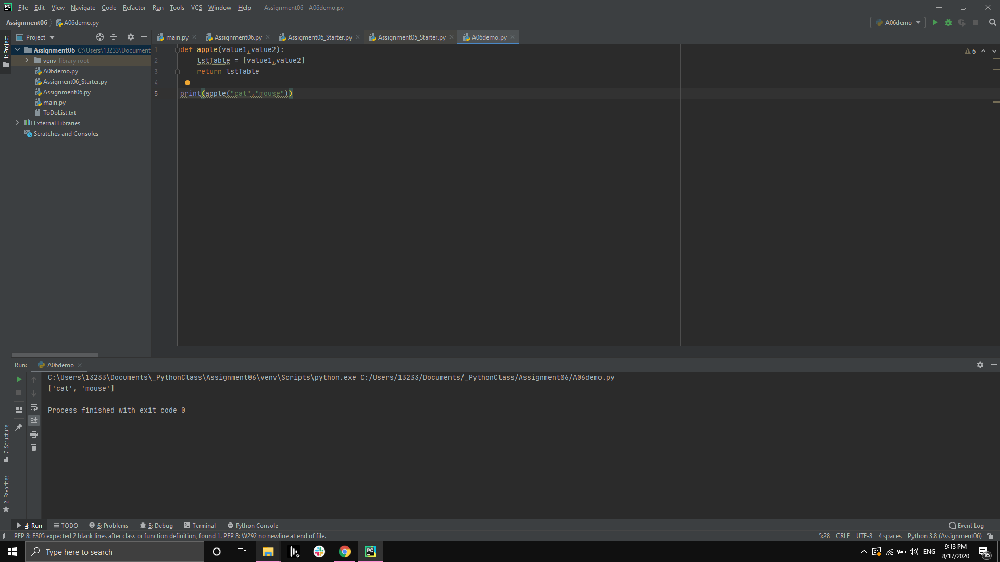 PC File Edit View Navigate Code Refactor Run Tools VCS Window Help Assignment06 - A06demo.py
Assignment06 A06demo.py A06demo
Project main.py Assignment06.py Assigment06_Starter.py Assignment05_Starter.py A06demo.py
1: Project
Assignment06 C:\Users\13233\Document
venv library root
A06demo.py
Assigment06_Starter.py
Assignment06.py
main.py
ToDoList.txt
External Libraries
Scratches and Consoles
1 def apple(value1,value2):
2 lstTable = [value1,value2]
3 return lstTable
4
5 print(apple("cat","mouse"))
6
Run: A06demo
C:\Users\13233\Documents\_PythonClass\Assignment06\venv\Scripts\python.exe C:/Users/13233/Documents/_PythonClass/Assignment06/A06demo.py
['cat', 'mouse']
Process finished with exit code 0
7: Structure
2: Favorites
4: Run TODO 6: Problems 5: Debug Terminal Python Console Event Log
PEP 8: E305 expected 2 blank lines after class or function definition, found 1. PEP 8: W292 no newline at end of file. 5:28 CRLF UTF-8 4 spaces Python 3.8 (Assignment06)
Type here to search PC ENG 9:13 PM
8/17/2020 16